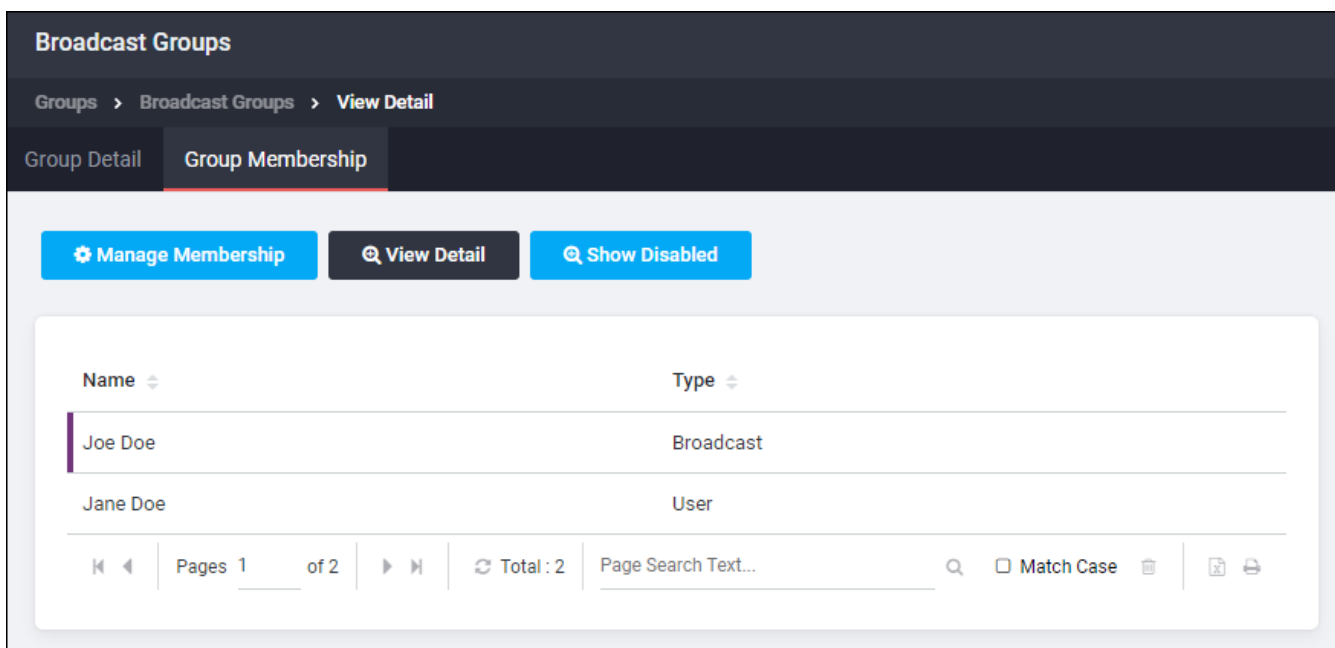 Broadcast Groups
Groups > Broadcast Groups > View Detail
Group Detail Group Membership
Manage Membership View Detail Show Disabled
Name Type
Joe Doe Broadcast
Jane Doe User
Pages 1 of 2 Total : 2 Page Search Text... Match Case